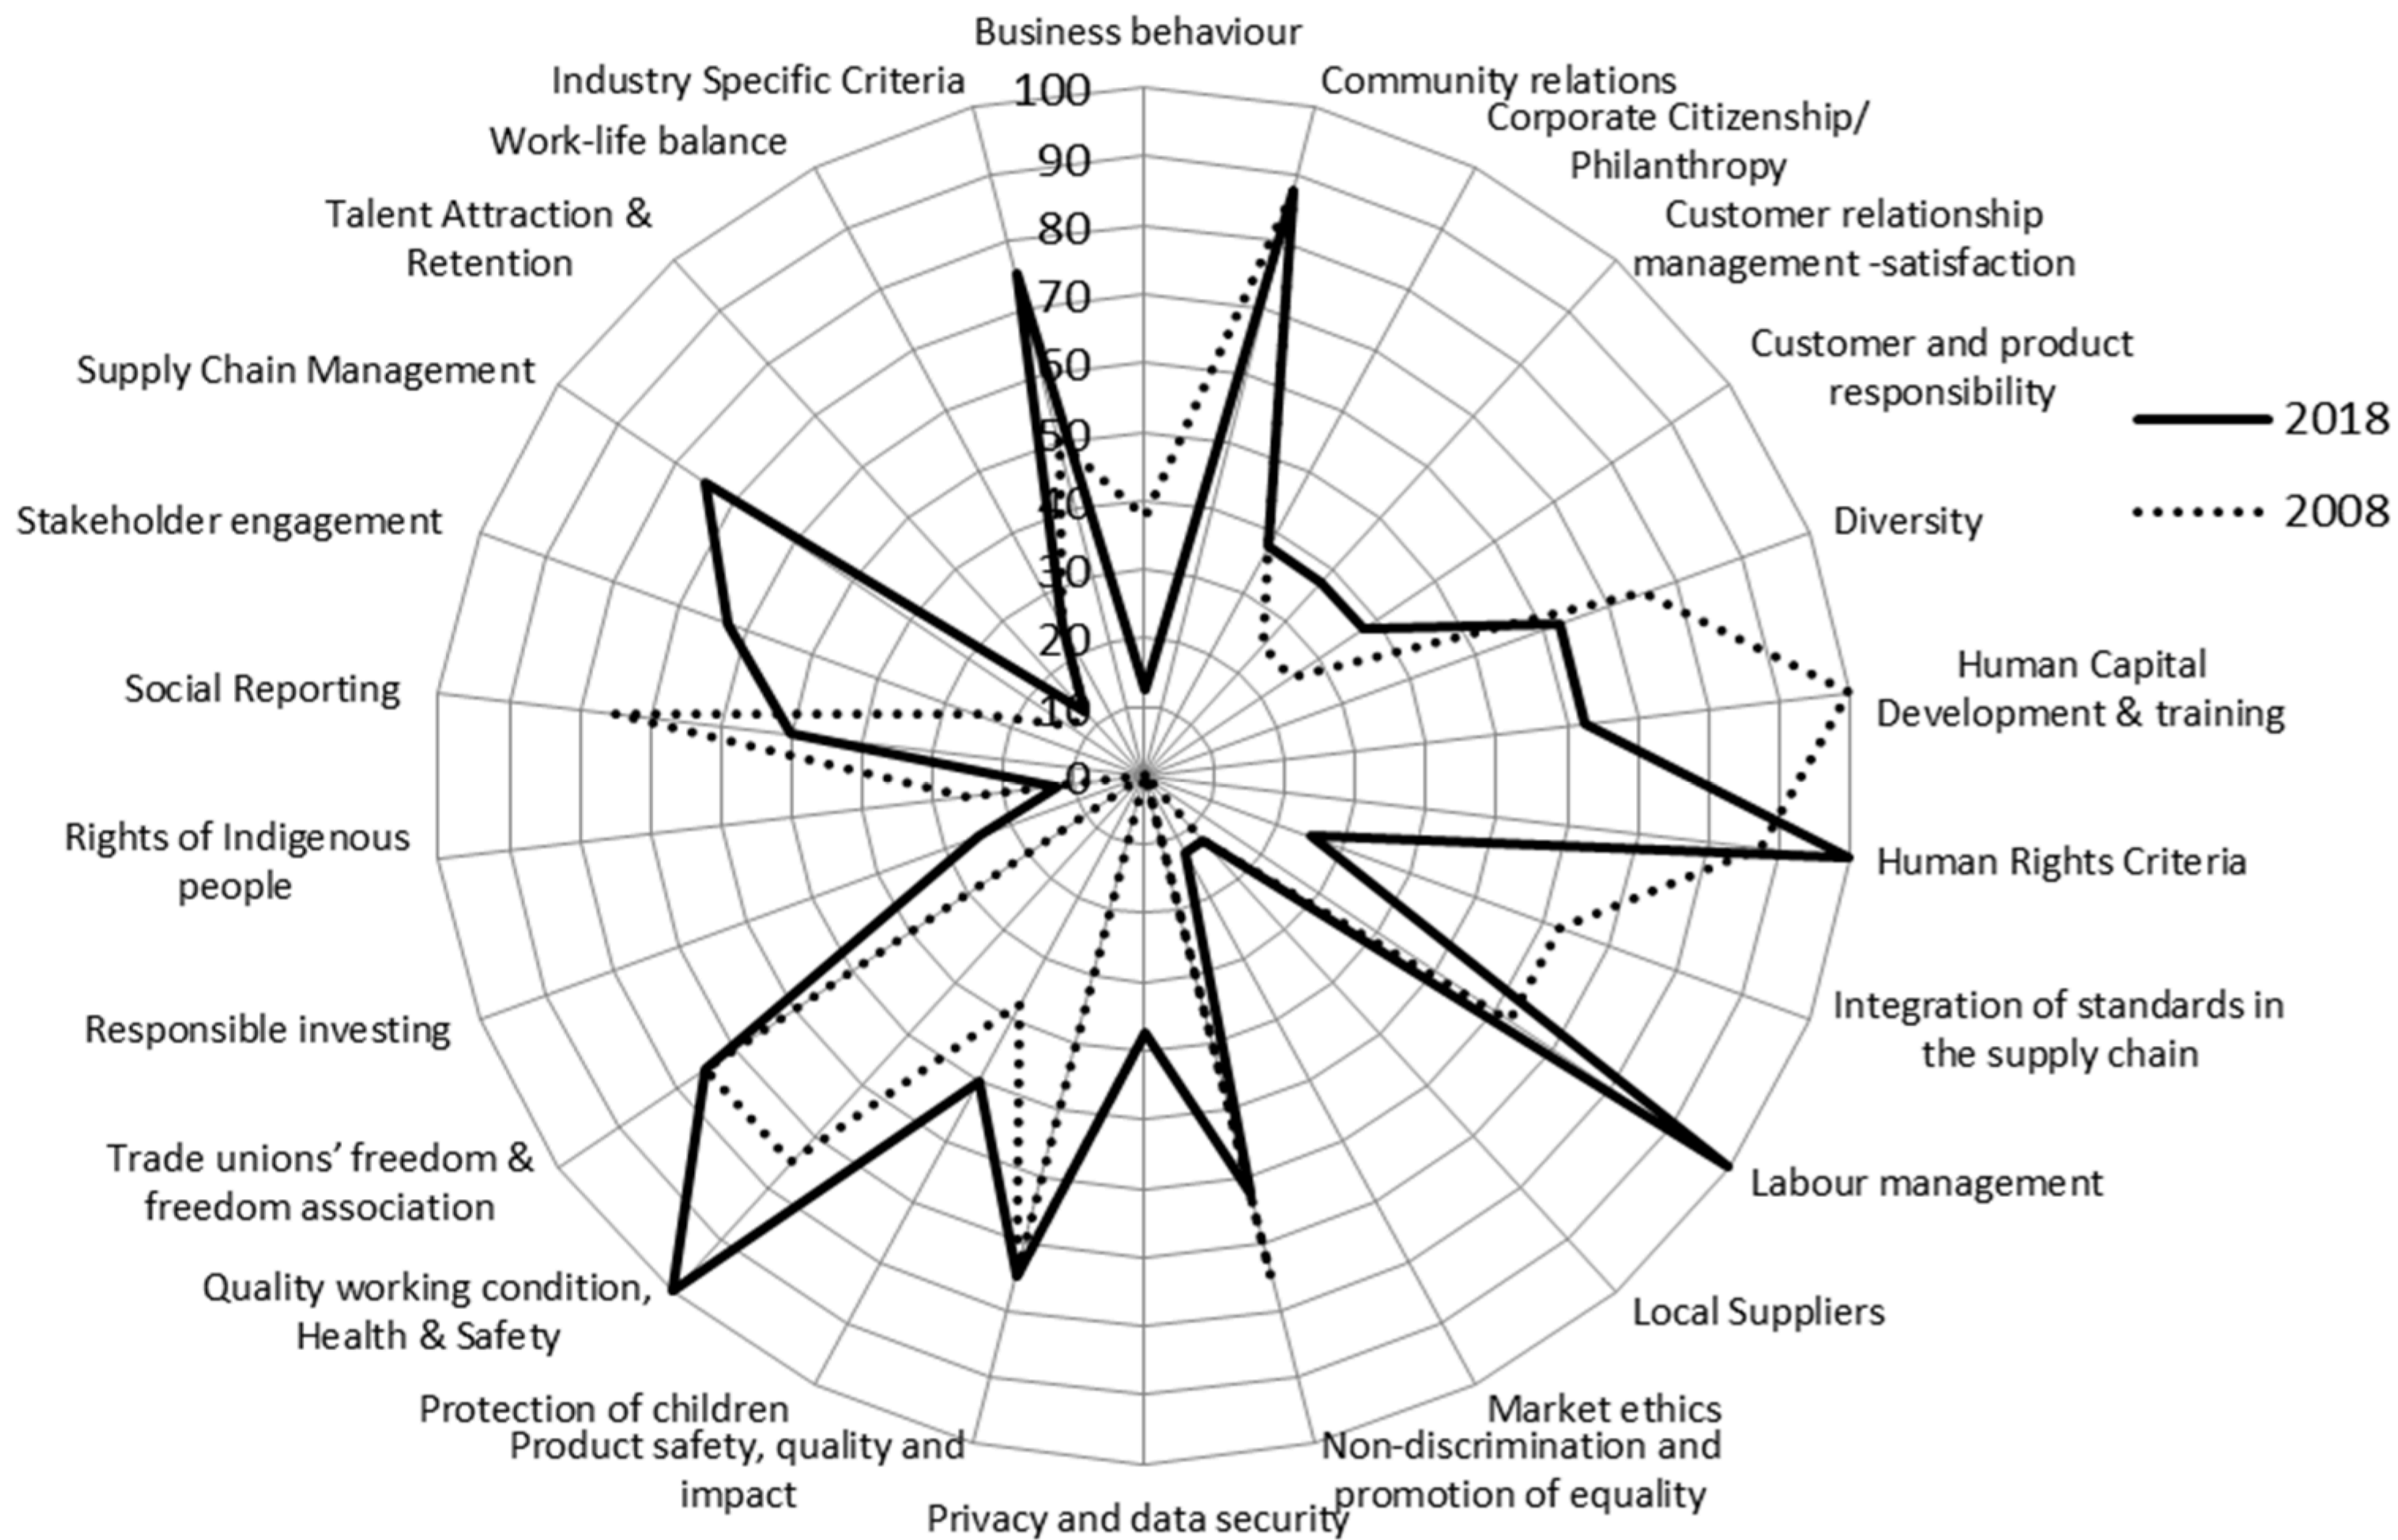 Business behaviour
Community relations
Corporate Citizenship/
Philanthropy
Customer relationship
management -satisfaction
Customer and product
responsibility
Diversity
Human Capital
Development & training
Human Rights Criteria
Integration of standards in
the supply chain
Labour management
Local Suppliers
Market ethics
Non-discrimination and
promotion of equality
Privacy and data security
Product safety, quality and
impact
Protection of children
Quality working condition,
Health & Safety
Trade unions’ freedom &
freedom association
Responsible investing
Rights of Indigenous
people
Social Reporting
Stakeholder engagement
Supply Chain Management
Talent Attraction &
Retention
Work-life balance
Industry Specific Criteria
100
90
80
70
60
50
40
30
20
10
0
2018
2008